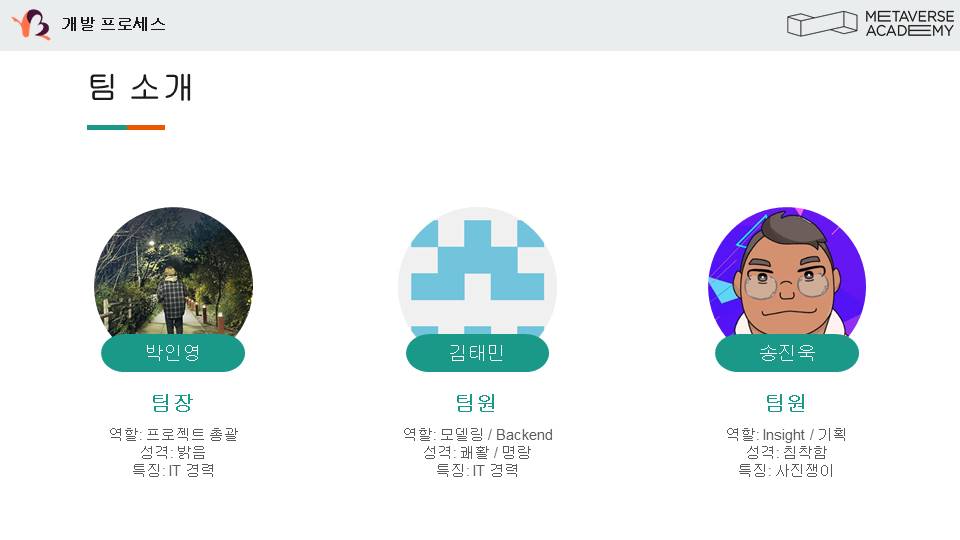 개발 프로세스
METAVERSE
ACADEMY
팀 소개
박인영
김태민
송진욱
팀장
팀원
팀원
역할: 프로젝트 총괄
성격: 밝음
특징: IT 경력
역할: 모델링 / Backend
성격: 쾌활 / 명랑
특징: IT 경력
역할: Insight / 기획
성격: 침착함
특징: 사진쟁이